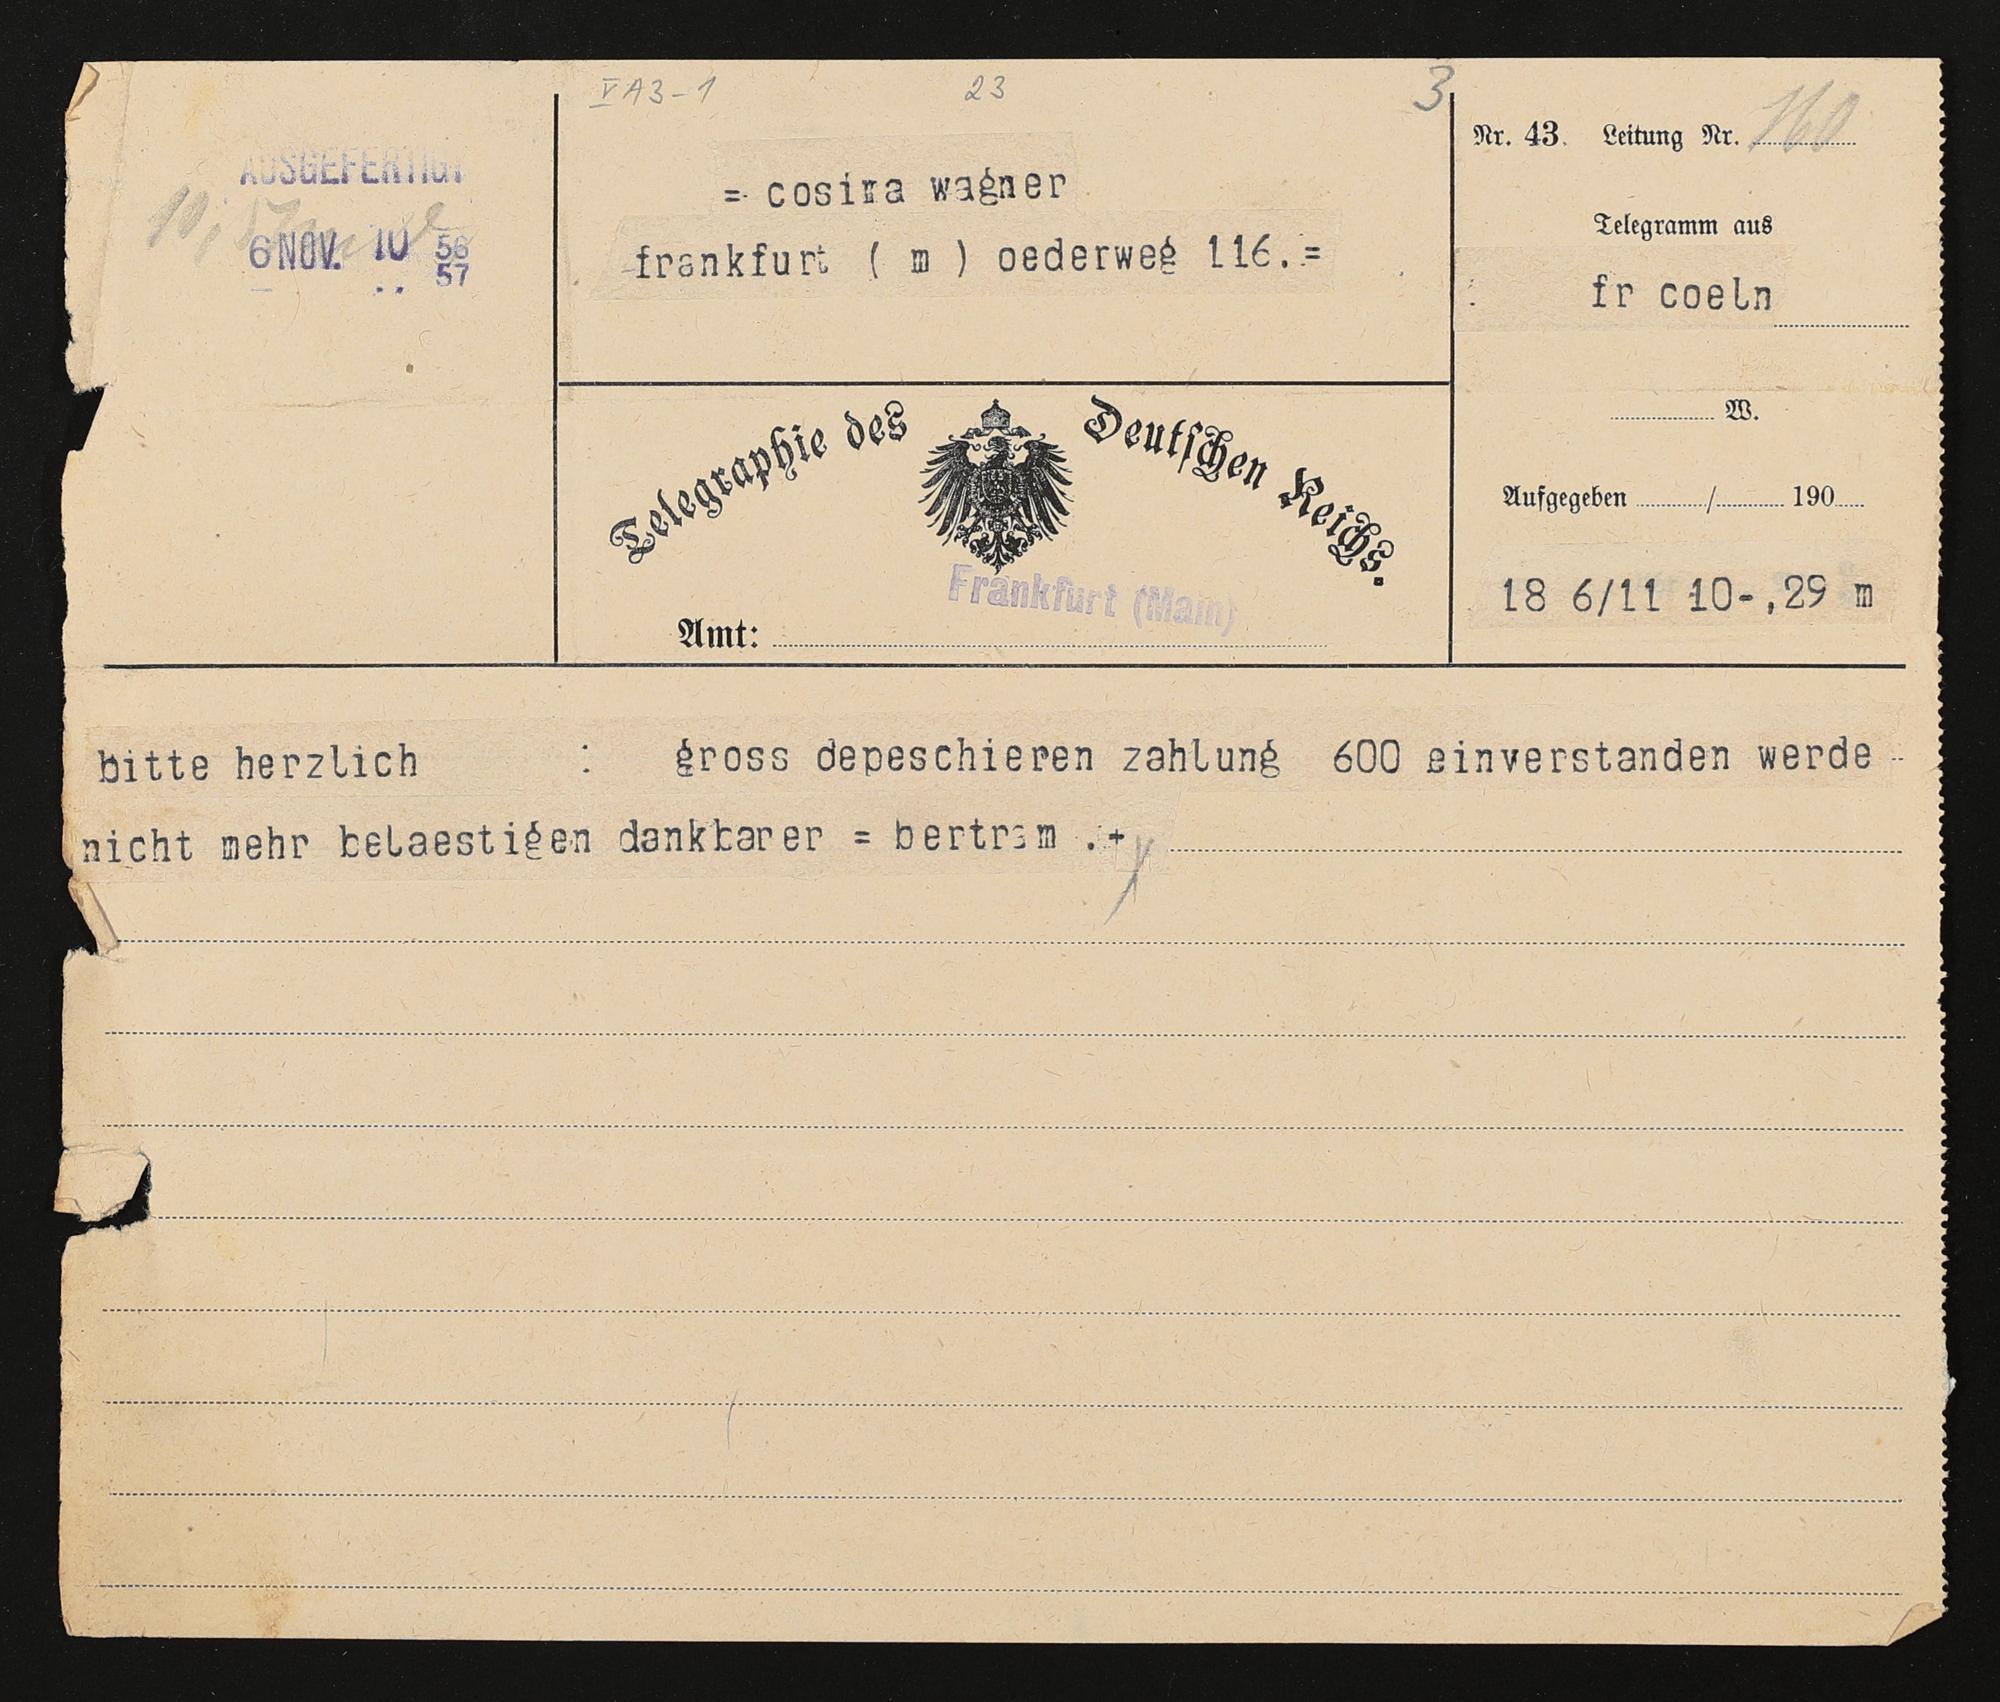 V A3-1
23
3
AUSGEFERTIGT
6 NOV. 10 56
57
= cosima wagner
frankfurt ( m ) oederweg 116.=
Nr. 43. Leitung Nr. 160
Telegramm aus
fr coeln
W.
Aufgegeben / 190
18 6/11 10-,29 m
Telegraphie des Deutschen Reichs.
Frankfurt (Main)
Amt:
bitte herzlich : gross depeschieren zahlung 600 einverstanden werde -
nicht mehr belaestigen dankbarer = bertram .+